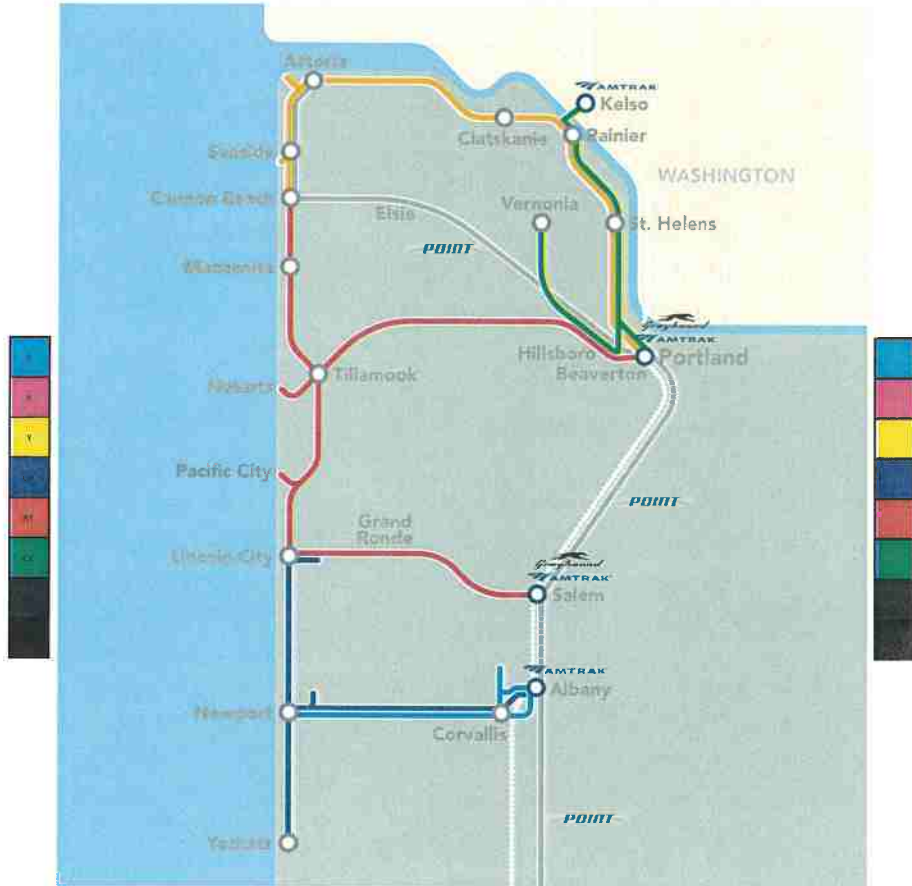 Astoria
AMTRAK
Kelso
Clatskanie
Rainier
Seaside
WASHINGTON
Cannon Beach
Elsie
Vernonia
St. Helens
POINT
Manzanita
Greyhound
AMTRAK
Hillsboro
Portland
Beaverton
Tillamook
Netarts
Y
Pacific City
POINT
Grand
Ronde
Lincoln City
Greyhound
AMTRAK
Salem
AMTRAK
Albany
Newport
Corvallis
POINT
Yachats